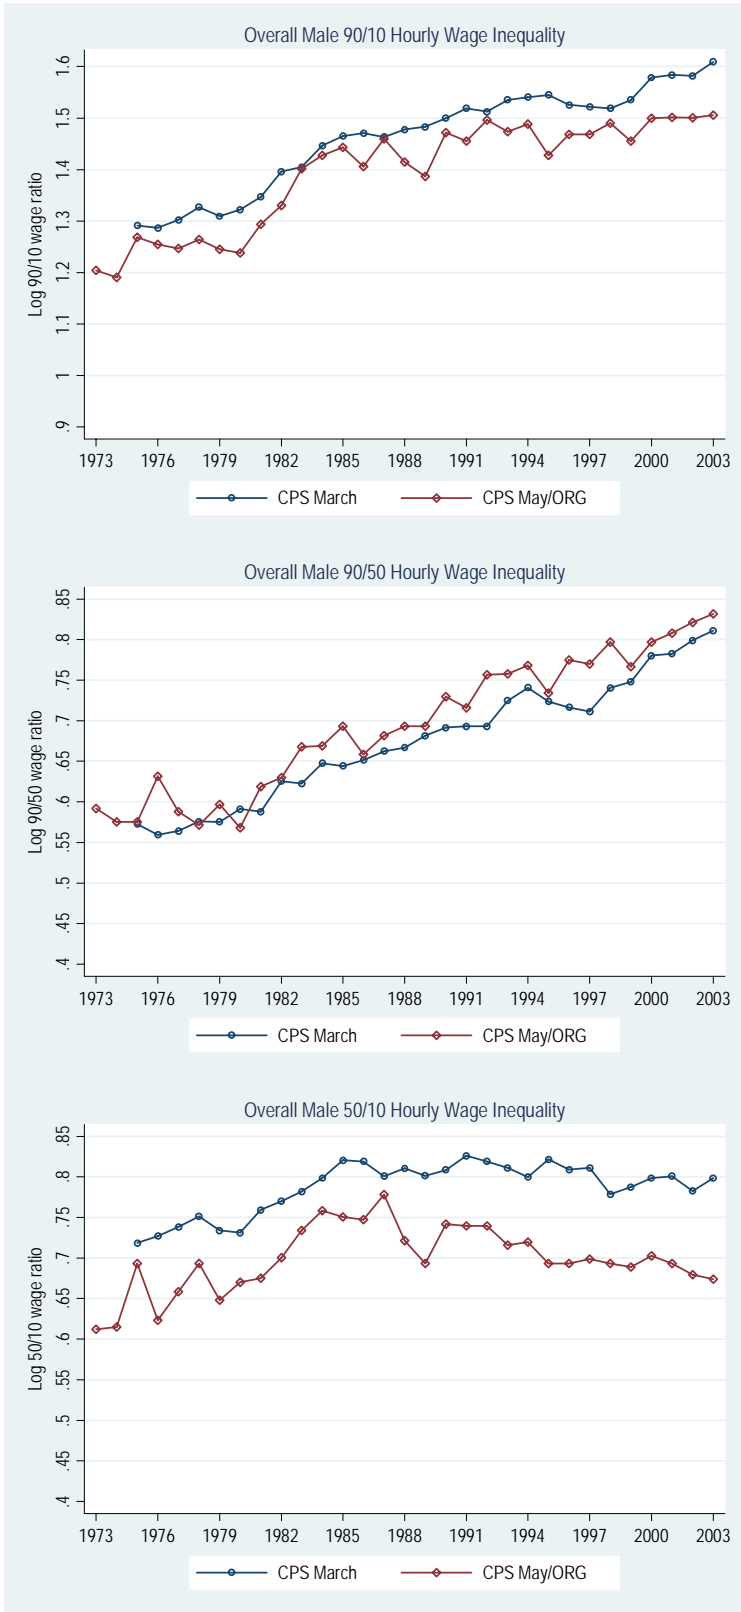 Overall Male 90/10 Hourly Wage Inequality
Log 90/10 wage ratio
1.6
1.5
1.4
1.3
1.2
1.1
1
.9
1973 1976 1979 1982 1985 1988 1991 1994 1997 2000 2003
CPS March CPS May/ORG
Overall Male 90/50 Hourly Wage Inequality
Log 90/50 wage ratio
.85
.8
.75
.7
.65
.6
.55
.5
.45
.4
1973 1976 1979 1982 1985 1988 1991 1994 1997 2000 2003
CPS March CPS May/ORG
Overall Male 50/10 Hourly Wage Inequality
Log 50/10 wage ratio
.85
.8
.75
.7
.65
.6
.55
.5
.45
.4
1973 1976 1979 1982 1985 1988 1991 1994 1997 2000 2003
CPS March CPS May/ORG